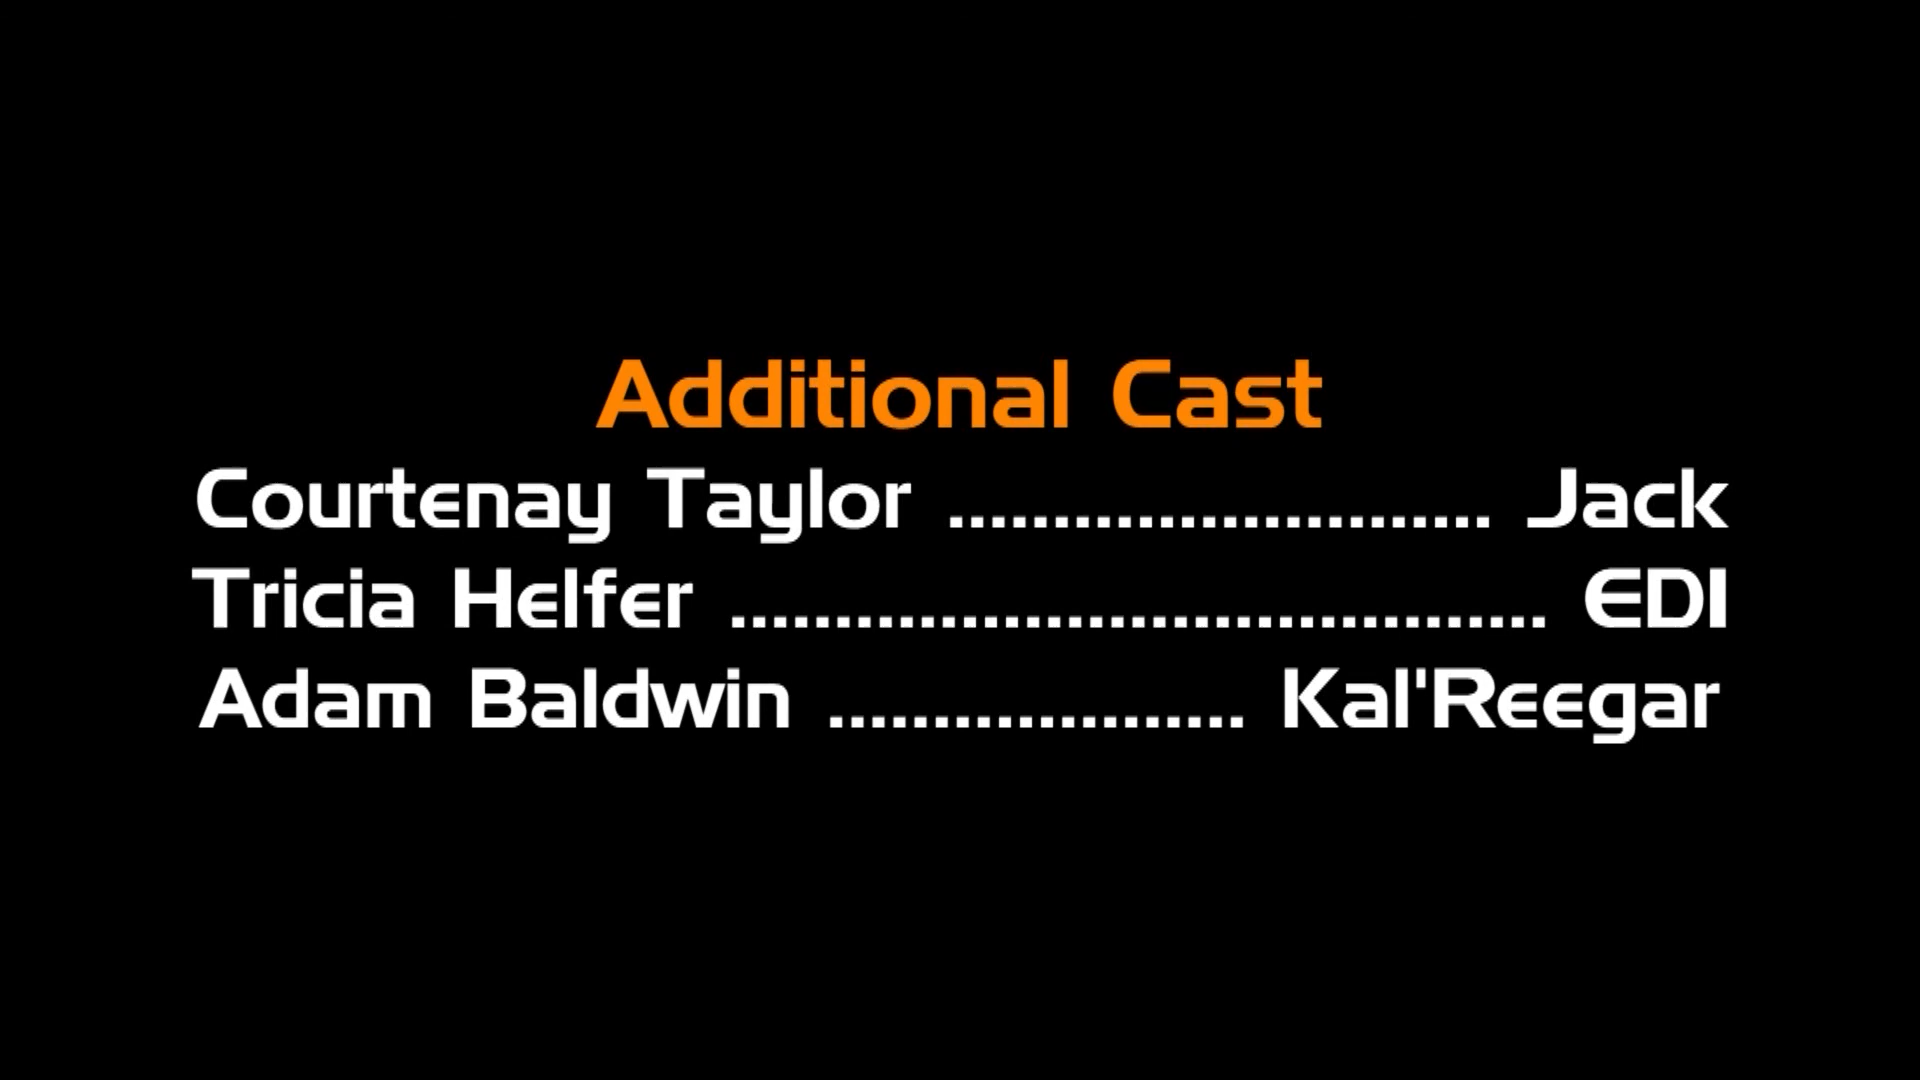 Additional Cast
Courtenay Taylor .......................... Jack
Tricia Helfer ....................................... EDI
Adam Baldwin .................... Kal'Reegar